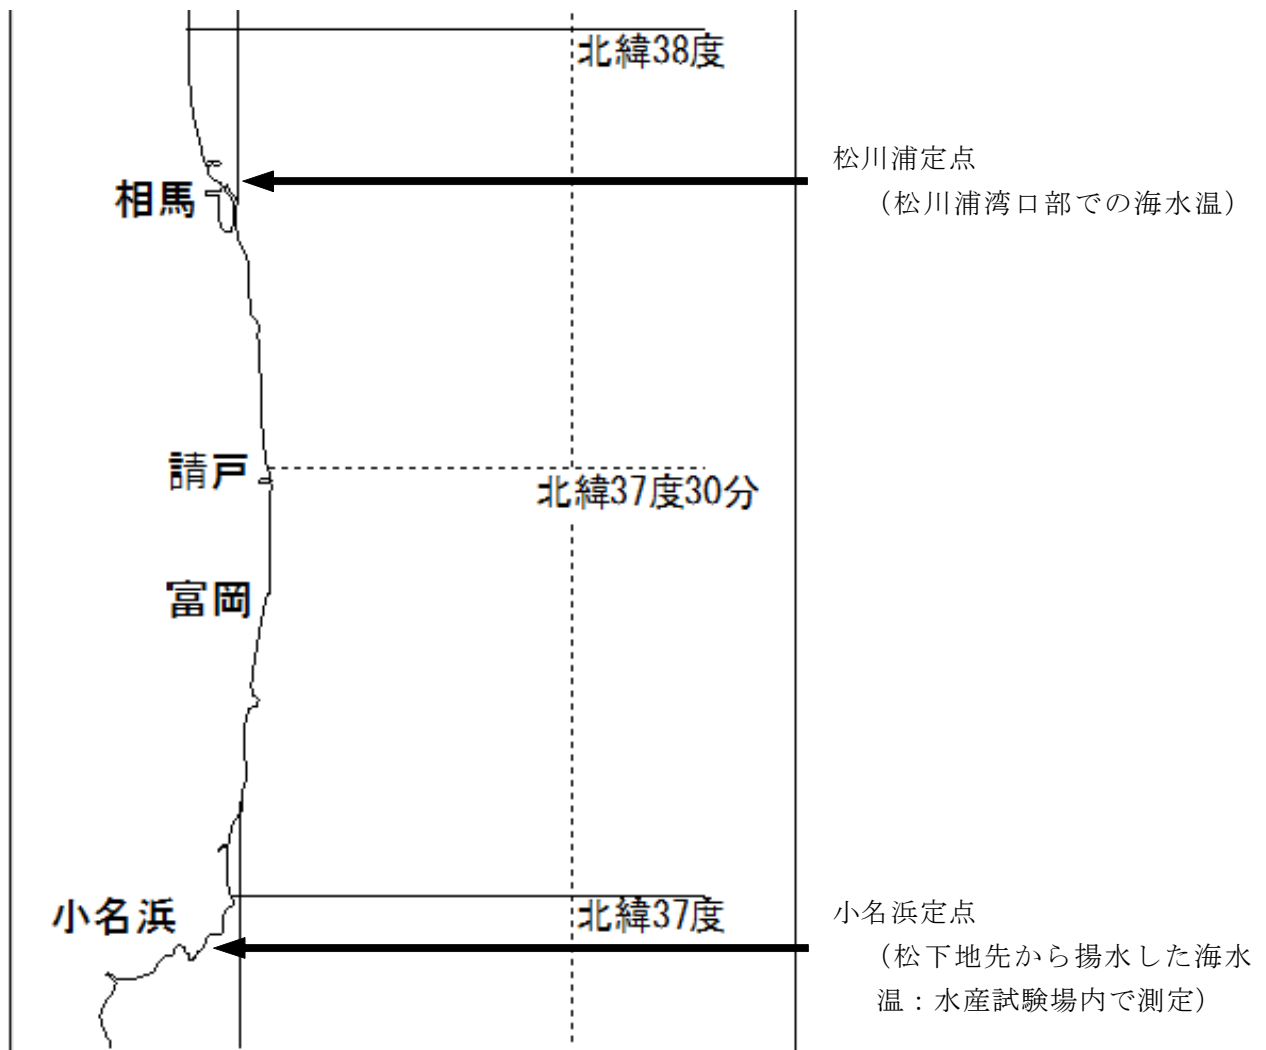 北緯38度
松川浦定点
（松川浦湾口部での海水温）
相馬
請戸
北緯37度30分
富岡
小名浜
北緯37度
小名浜定点
（松下地先から揚水した海水
温：水産試験場内で測定）